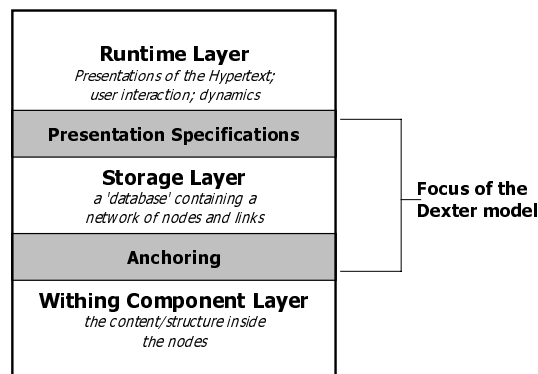 Runtime Layer
Presentations of the Hypertext;
user interaction; dynamics
Presentation Specifications
Storage Layer
a 'database' containing a
network of nodes and links
Anchoring
Withing Component Layer
the content/structure inside
the nodes
Focus of the
Dexter model